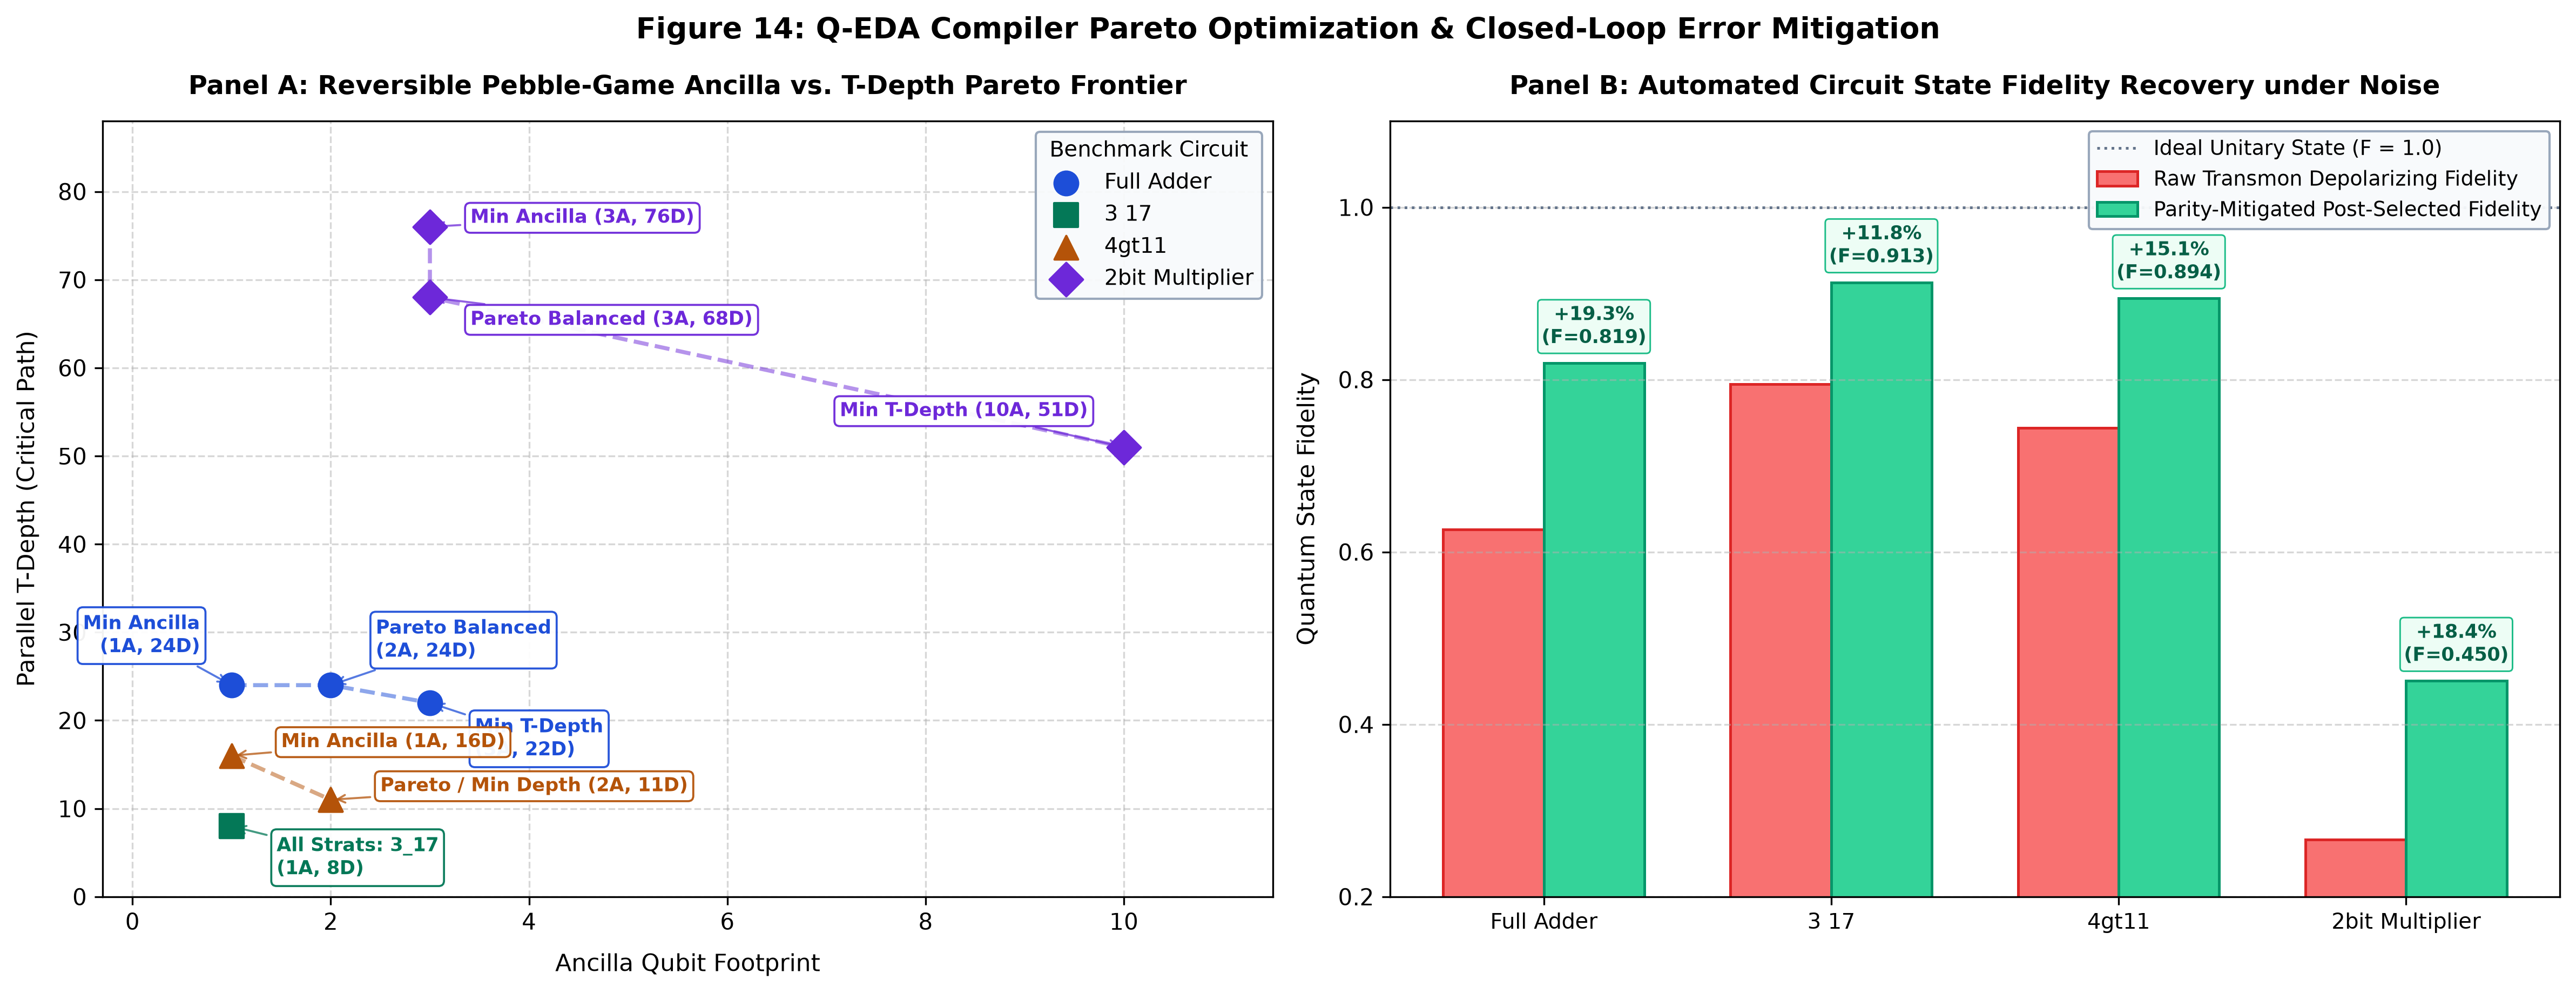 Figure 14: Q-EDA Compiler Pareto Optimization & Closed-Loop Error Mitigation
Panel A: Reversible Pebble-Game Ancilla vs. T-Depth Pareto Frontier
Parallel T-Depth (Critical Path)
80
70
60
50
40
30
20
10
0
Benchmark Circuit
Full Adder
3 17
4gt11
2bit Multiplier
Min Ancilla (3A, 76D)
Pareto Balanced (3A, 68D)
Min T-Depth (10A, 51D)
Min Ancilla
(1A, 24D)
Pareto Balanced
(2A, 24D)
Min T-Depth
, 22D)
Min Ancilla (1A, 16D)
Pareto / Min Depth (2A, 11D)
All Strats: 3_17
(1A, 8D)
0 2 4 6 8 10
Ancilla Qubit Footprint
Panel B: Automated Circuit State Fidelity Recovery under Noise
Quantum State Fidelity
1.0
0.8
0.6
0.4
0.2
Ideal Unitary State (F = 1.0)
Raw Transmon Depolarizing Fidelity
Parity-Mitigated Post-Selected Fidelity
+19.3%
(F=0.819)
+11.8%
(F=0.913)
+15.1%
(F=0.894)
+18.4%
(F=0.450)
Full Adder 3 17 4gt11 2bit Multiplier